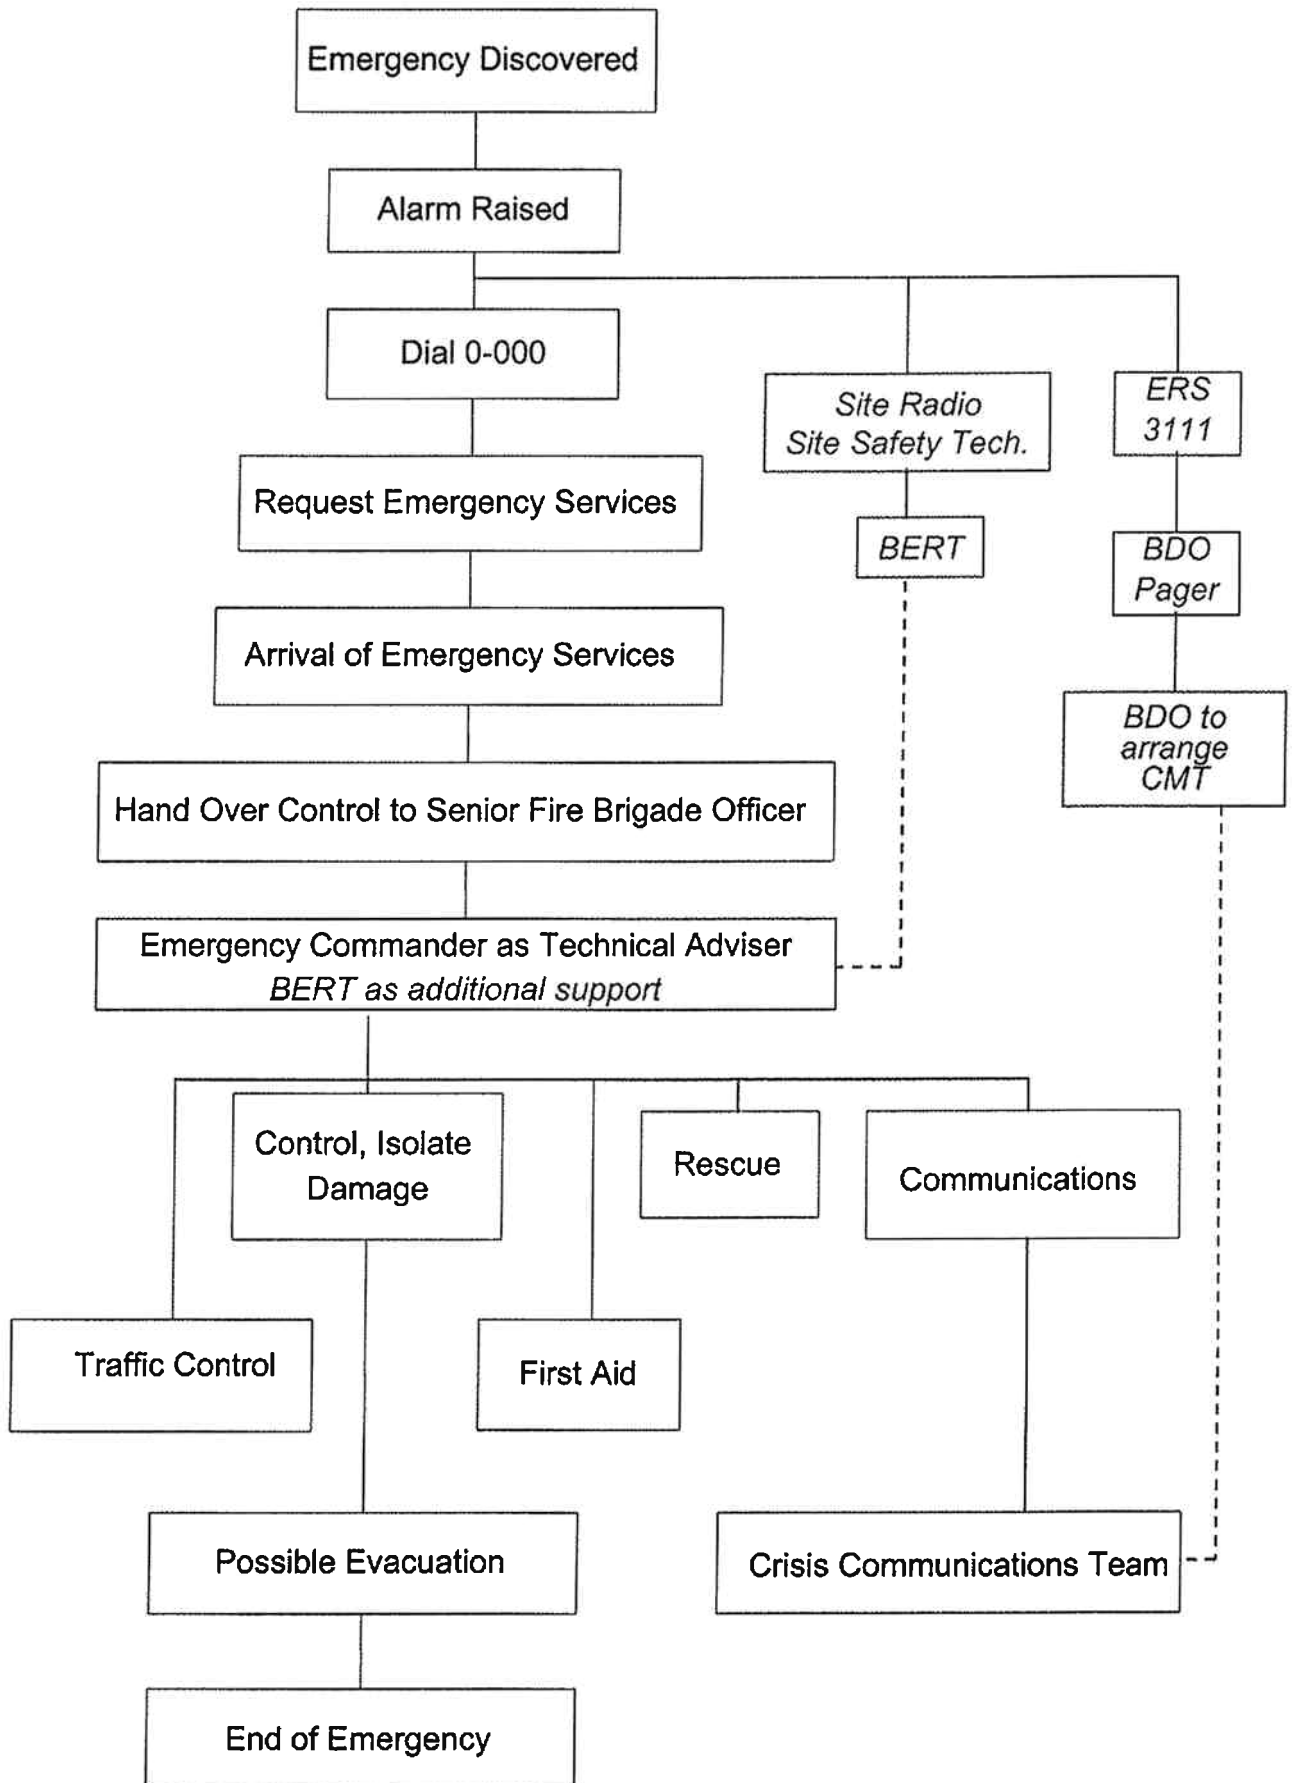 Emergency Discovered
Alarm Raised
Dial 0-000
Site Radio
Site Safety Tech.
ERS
3111
Request Emergency Services
BERT
BDO
Pager
Arrival of Emergency Services
BDO to
arrange
CMT
Hand Over Control to Senior Fire Brigade Officer
Emergency Commander as Technical Adviser
BERT as additional support
Control, Isolate
Damage
Rescue
Communications
Traffic Control
First Aid
Possible Evacuation
Crisis Communications Team
End of Emergency